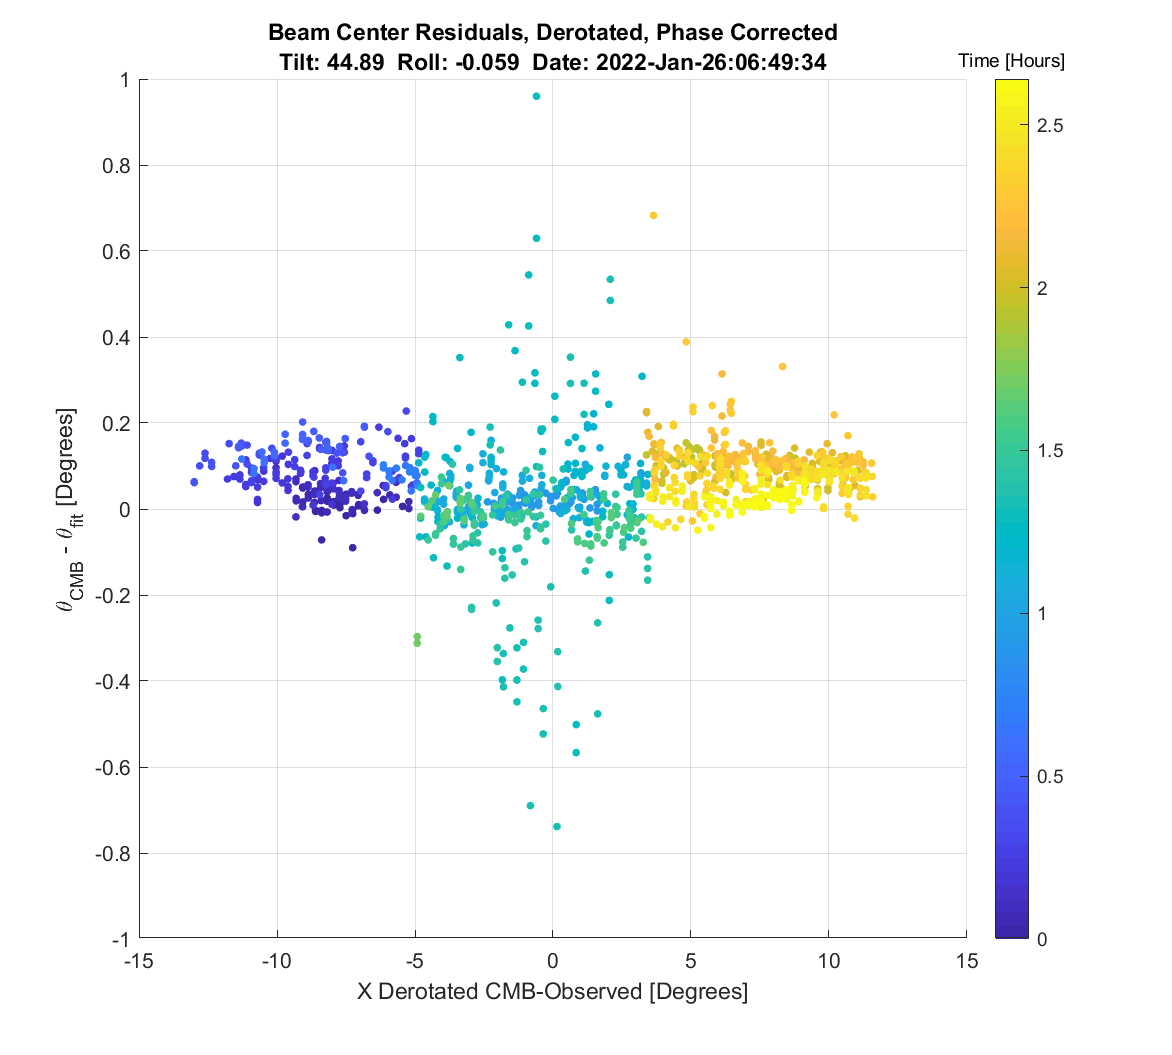 Beam Center Residuals, Derotated, Phase Corrected
Tilt: 44.89 Roll: -0.059 Date: 2022-Jan-26:06:49:34
Time [Hours]
1
0.8
0.6
0.4
0.2
0
-0.2
-0.4
-0.6
-0.8
-1
θCMB - θfit [Degrees]
-15 -10 -5 0 5 10 15
X Derotated CMB-Observed [Degrees]
2.5
2
1.5
1
0.5
0